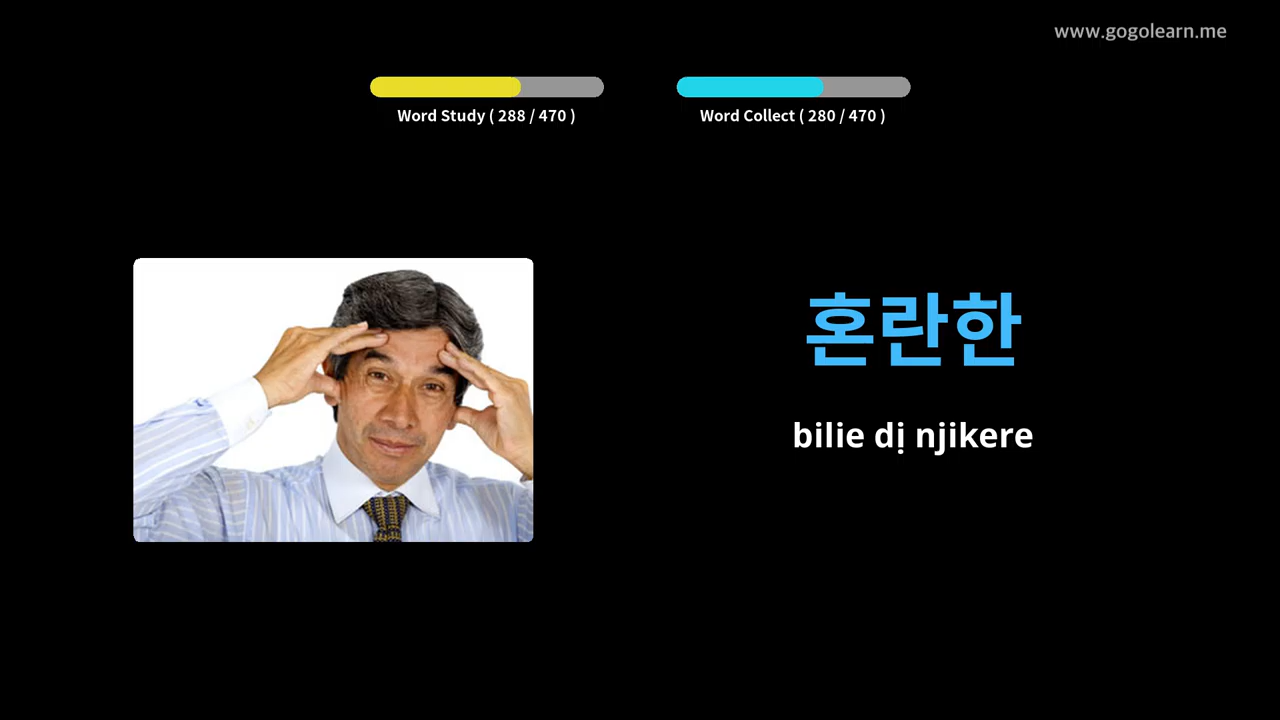 www.gogolearn.me
Word Study ( 288 / 470 )
Word Collect ( 280 / 470 )
혼란한
bilie dị njikere